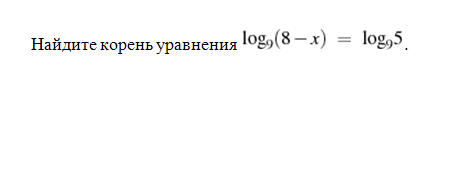 Найдите корень уравнения log₉(8 − x) = log₉5.